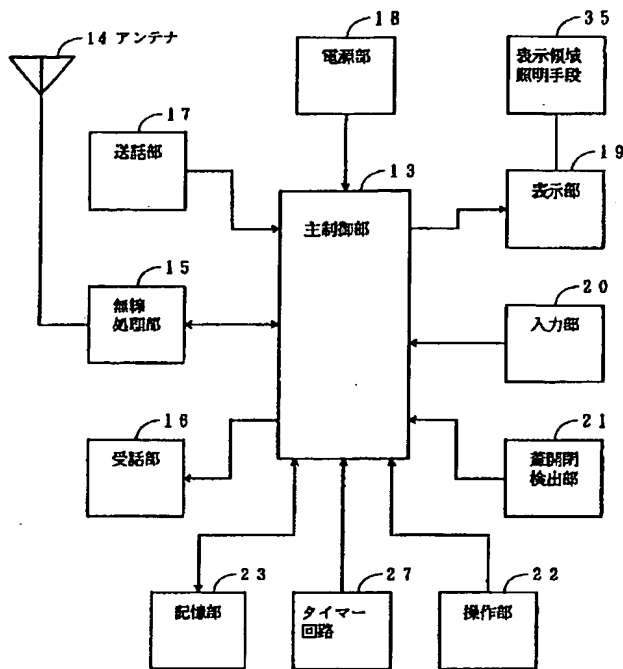 14 アンテナ
18
電源部
35
表示領域
照明手段
17
送話部
13
主制御部
19
表示部
15
無線
処理部
20
入力部
16
受話部
21
蓋開閉
検出部
23
記憶部
27
タイマー
回路
22
操作部